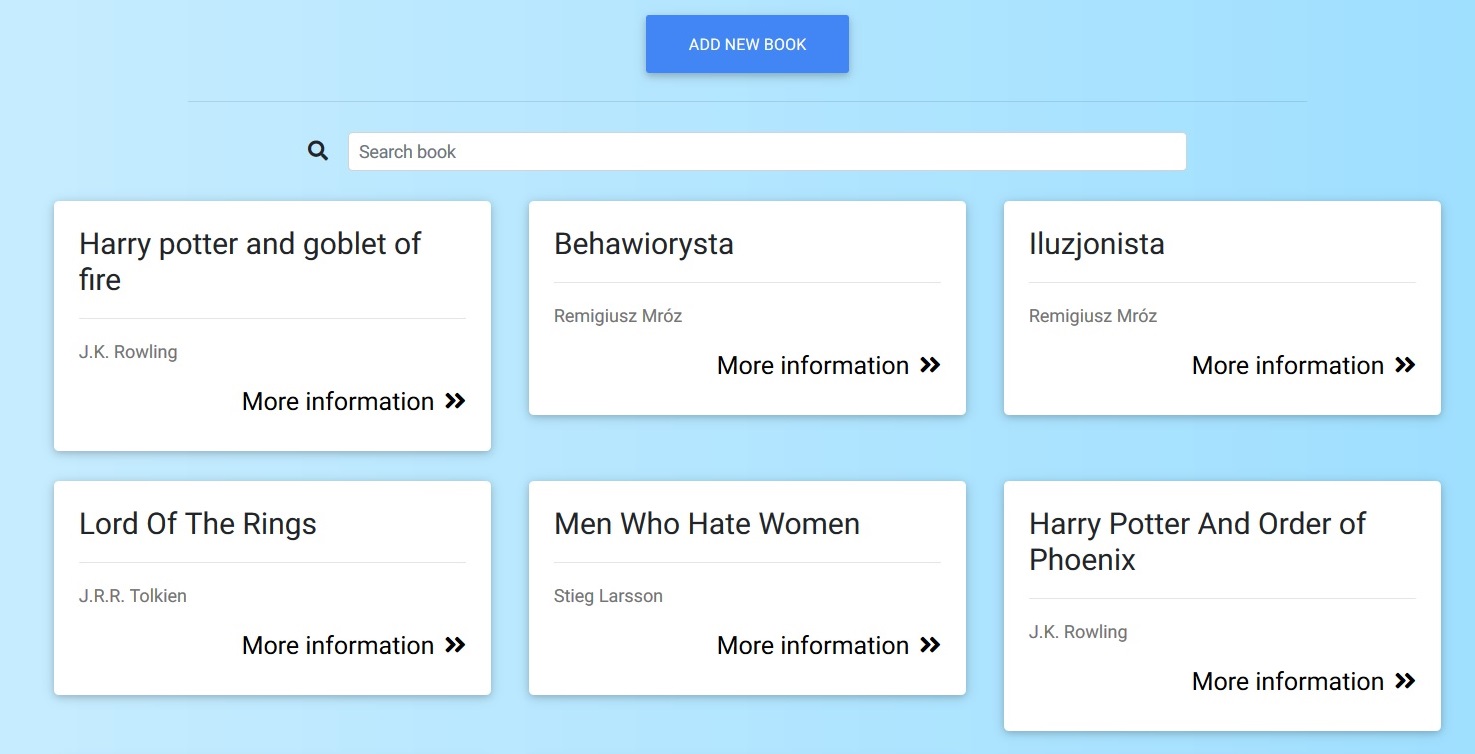 ADD NEW BOOK
Search book
Harry potter and goblet of
fire
J.K. Rowling
More information
Behawiorysta
Remigiusz Mróz
More information
Iluzjonista
Remigiusz Mróz
More information
Lord Of The Rings
J.R.R. Tolkien
More information
Men Who Hate Women
Stieg Larsson
More information
Harry Potter And Order of
Phoenix
J.K. Rowling
More information